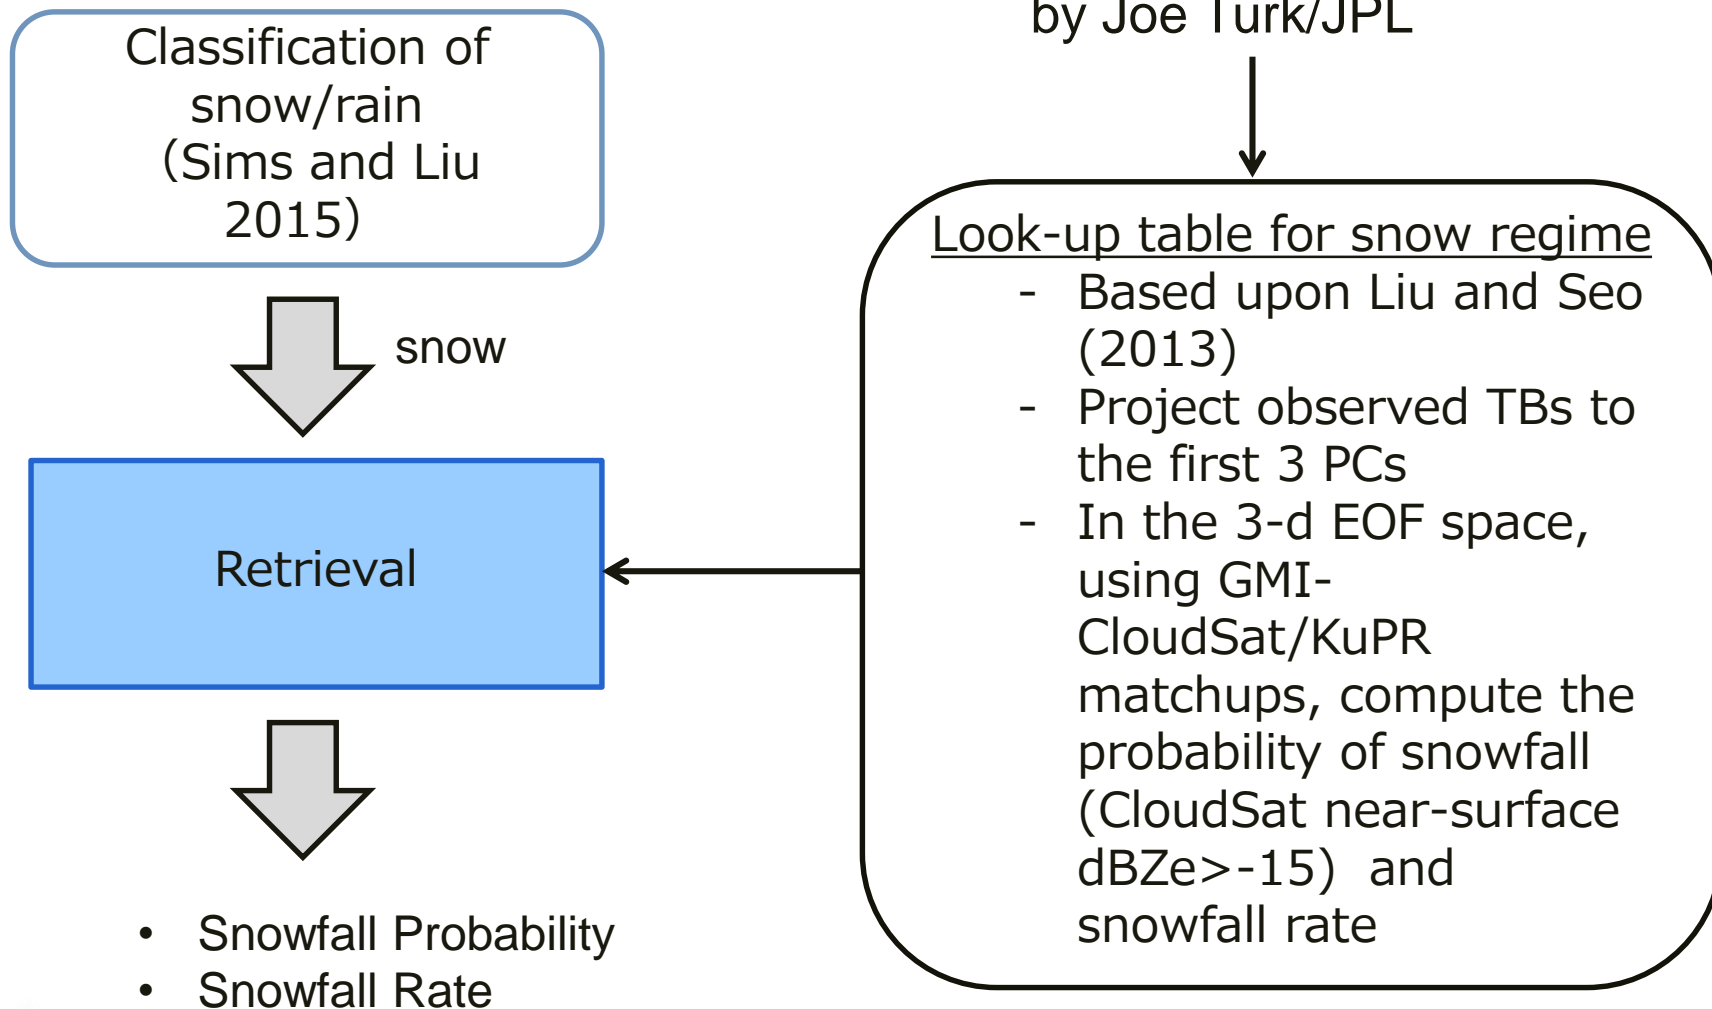 Classification of
snow/rain
（Sims and Liu
2015）
snow
Retrieval
• Snowfall Probability
• Snowfall Rate
by Joe Turk/JPL
Look-up table for snow regime
- Based upon Liu and Seo
(2013)
- Project observed TBs to
the first 3 PCs
- In the 3-d EOF space,
using GMI-
CloudSat/KuPR
matchups, compute the
probability of snowfall
(CloudSat near-surface
dBZe>-15）and
snowfall rate